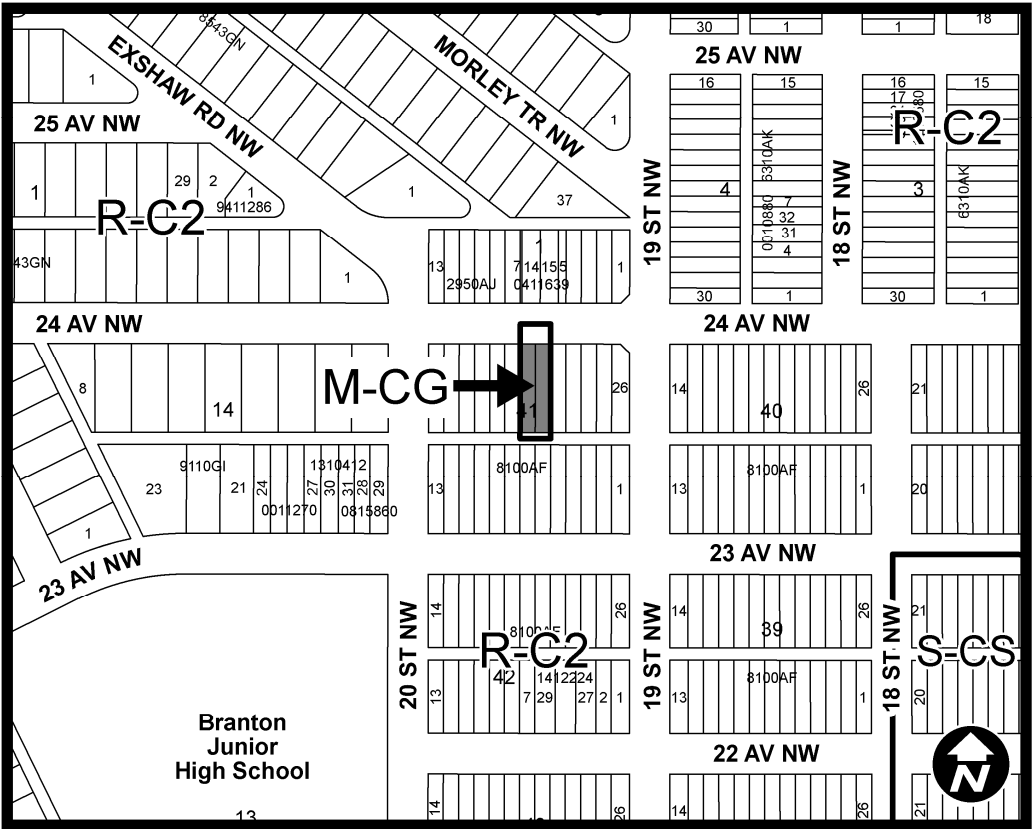 8543GN
30
1
1
18
EXSHAW RD NW
MORLEY TR NW
25 AV NW
1
1
16
15
16
15
17
25 AV NW
R-C2
6310AK
29
2
1
1
1
37
9411286
19 ST NW
4
18 ST NW
3
6310AK
R-C2
7
32
31
4
0010880
43GN
1
13
7 14 15 5
1
1
2950AJ
0411639
30
1
30
1
24 AV NW
24 AV NW
8
14
M-CG
41
26
14
40
26
21
9110GI
1310412
8100AF
8100AF
23
21
24
27
30
31
28
29
0011270
0815860
13
1
13
1
20
1
23 AV NW
23 AV NW
14
26
14
26
21
8100AF
39
20 ST NW
R-C2
19 ST NW
18 ST NW
S-CS
42
1412224
8100AF
13
7
29
27
2
1
13
1
20
Branton
Junior
High School
22 AV NW
N
13
14
26
14
26
21